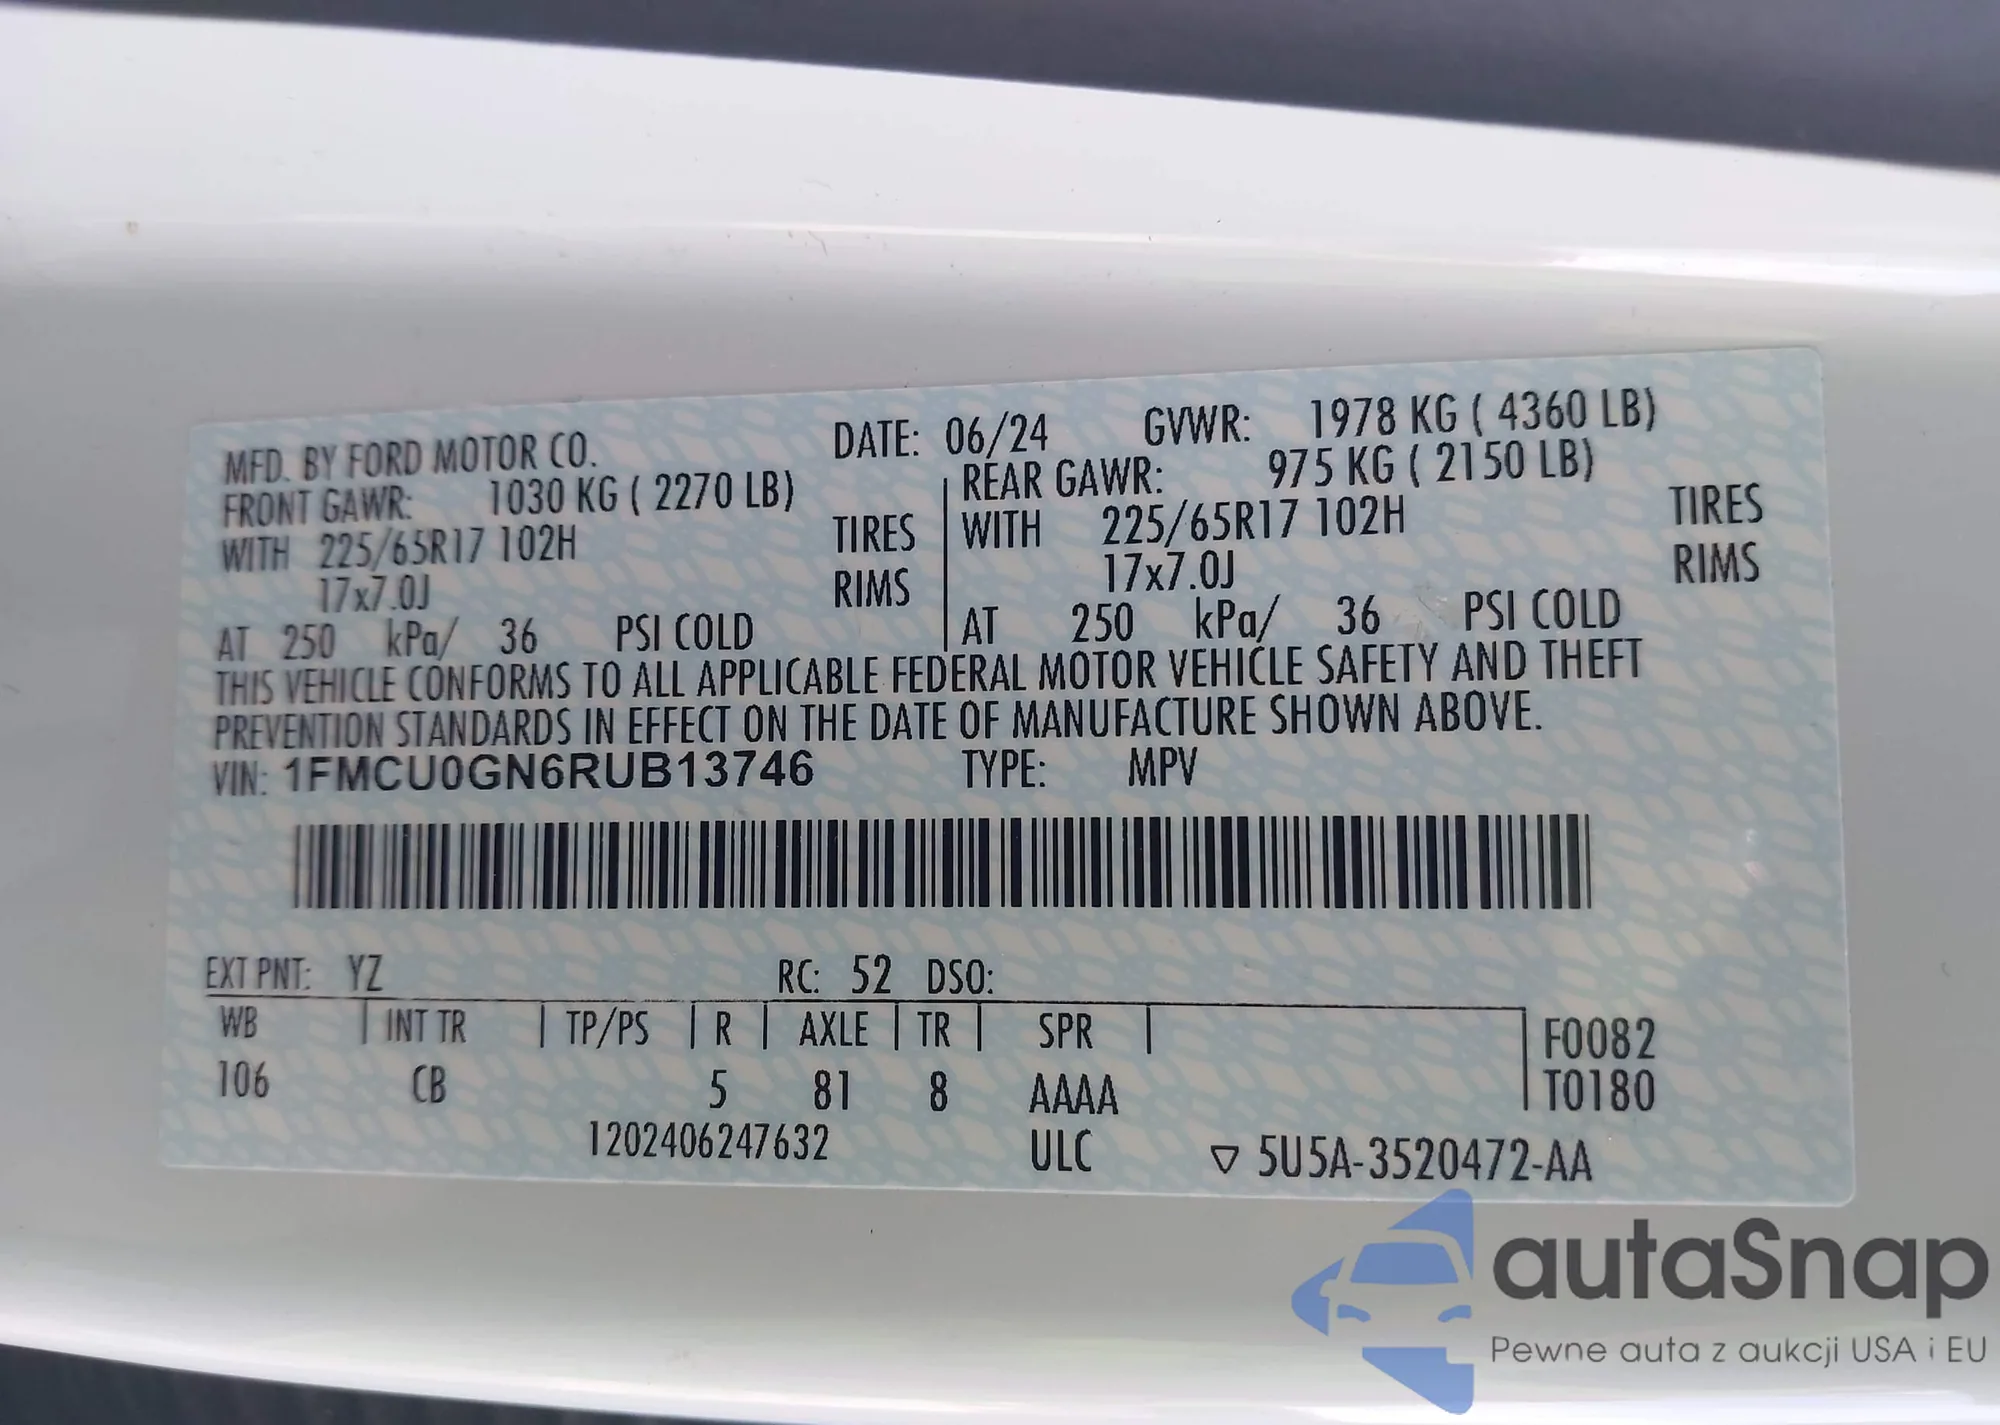 MFD. BY FORD MOTOR CO. DATE: 06/24 GVWR: 1978 KG ( 4360 LB)
FRONT GAWR: 1030 KG ( 2270 LB) REAR GAWR: 975 KG ( 2150 LB)
WITH 225/65R17 102H TIRES WITH 225/65R17 102H TIRES
17x7.0J RIMS 17x7.0J RIMS
AT 250 kPa/ 36 PSI COLD AT 250 kPa/ 36 PSI COLD
THIS VEHICLE CONFORMS TO ALL APPLICABLE FEDERAL MOTOR VEHICLE SAFETY AND THEFT
PREVENTION STANDARDS IN EFFECT ON THE DATE OF MANUFACTURE SHOWN ABOVE.
VIN: 1FMCU0GN6RUB13746 TYPE: MPV
EXT PNT: YZ RC: 52 DSO:
WB INT TR TP/PS R AXLE TR SPR F0082
106 CB 5 81 8 AAAA T0180
1202406247632 ULC ▽ 5U5A-3520472-AA
autaSnap
Pewne auta z aukcji USA i EU